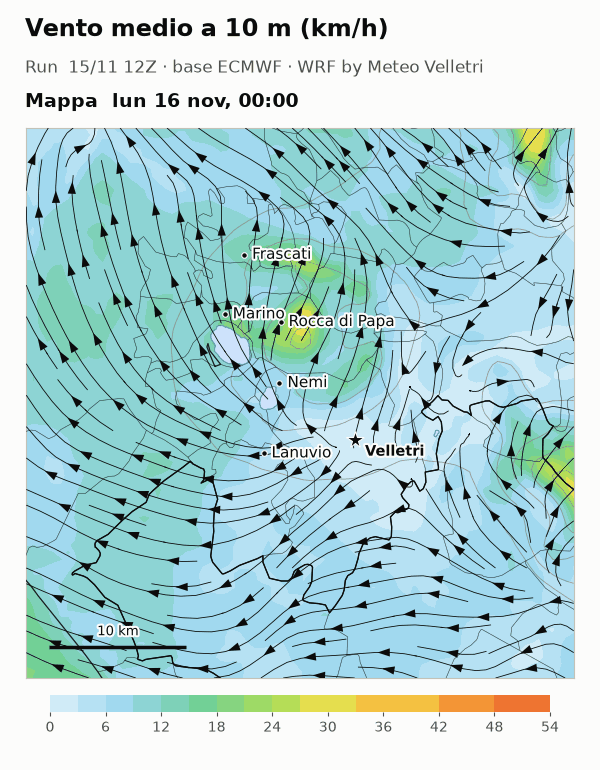 Vento medio a 10 m (km/h)
Run  15/11 12Z · base ECMWF · WRF by Meteo Velletri
Mappa  lun 16 nov, 00:00
Frascati
Marino
Rocca di Papa
Nemi
Velletri
Lanuvio
10 km
0 6 12 18 24 30 36 42 48 54